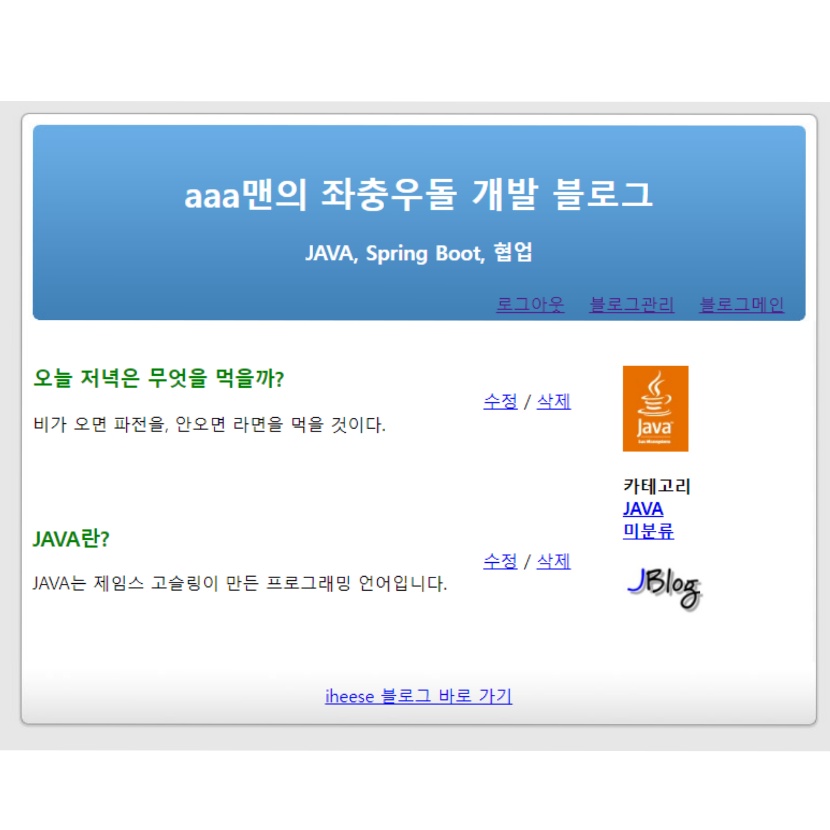 aaa맨의 좌충우돌 개발 블로그
JAVA, Spring Boot, 협업
로그아웃 블로그관리 블로그메인
오늘 저녁은 무엇을 먹을까?
수정 / 삭제
비가 오면 파전을, 안오면 라면을 먹을 것이다.
Java
카테고리
JAVA
미분류
JAVA란?
수정 / 삭제
JAVA는 제임스 고슬링이 만든 프로그래밍 언어입니다.
JBlog
iheese 블로그 바로 가기